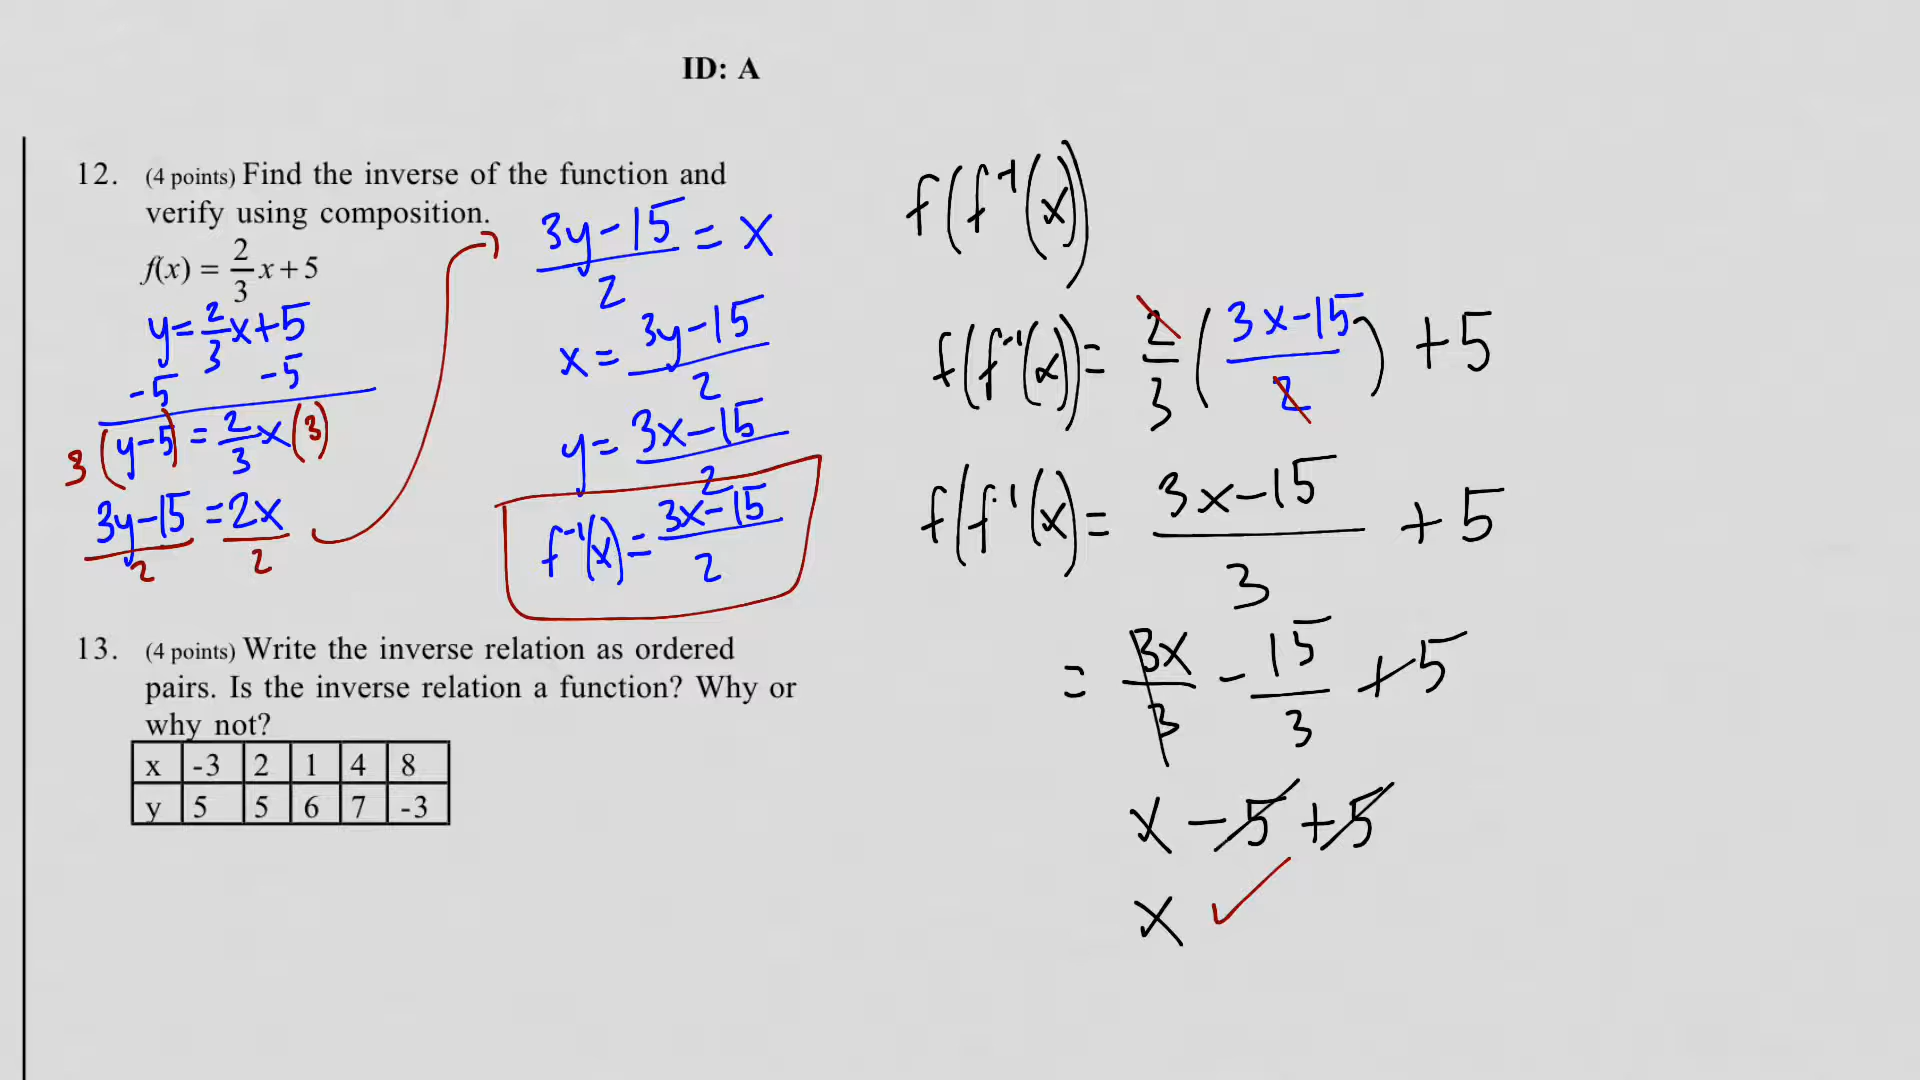 ID: A
12. (4 points) Find the inverse of the function and
verify using composition.
f(x) = 2/3 x + 5
y = 2/3 x + 5
-5 -5
3(y-5) = 2/3 x(3)
3y-15 = 2x
2 2
3y-15/2 = x
x = 3y-15/2
y = 3x-15/2
f⁻¹(x) = 3x-15/2
13. (4 points) Write the inverse relation as ordered
pairs. Is the inverse relation a function? Why or
why not?
x -3 2 1 4 8
y 5 5 6 7 -3
f(f⁻¹(x))
f(f⁻¹(x)) = 2/3 (3x-15/2) + 5
f(f⁻¹(x) = 3x-15/3 + 5
= 3x/3 - 15/3 + 5
x - 5 + 5
x ✓